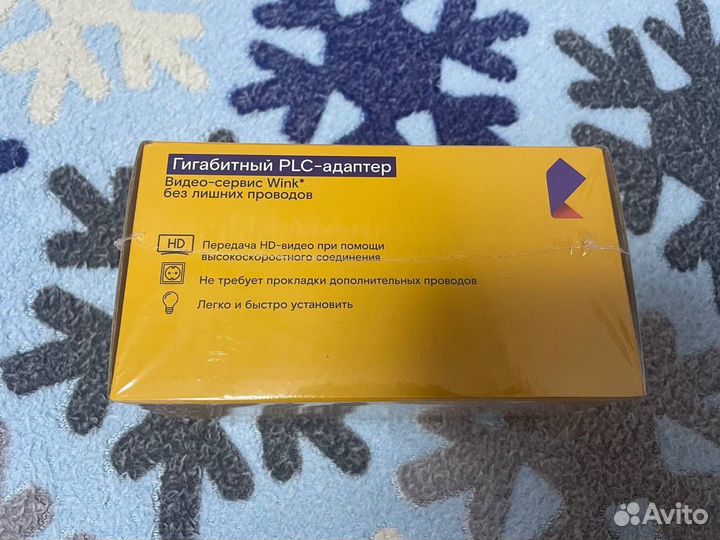 Гигабитный PLC-адаптер
Видео-сервис Wink*
без лишних проводов
HD
Передача HD-видео при помощи
высокоскоростного соединения
Не требует прокладки дополнительных проводов
Легко и быстро установить
Avito